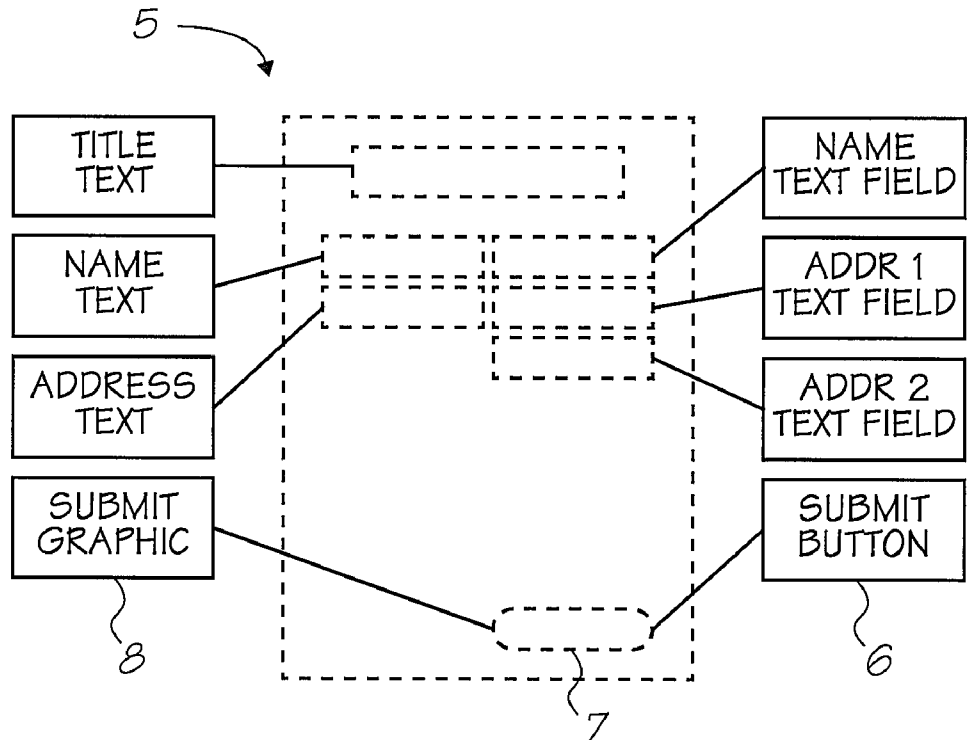 5
TITLE
TEXT
NAME
TEXT
ADDRESS
TEXT
SUBMIT
GRAPHIC
8
NAME
TEXT FIELD
ADDR 1
TEXT FIELD
ADDR 2
TEXT FIELD
SUBMIT
BUTTON
6
7